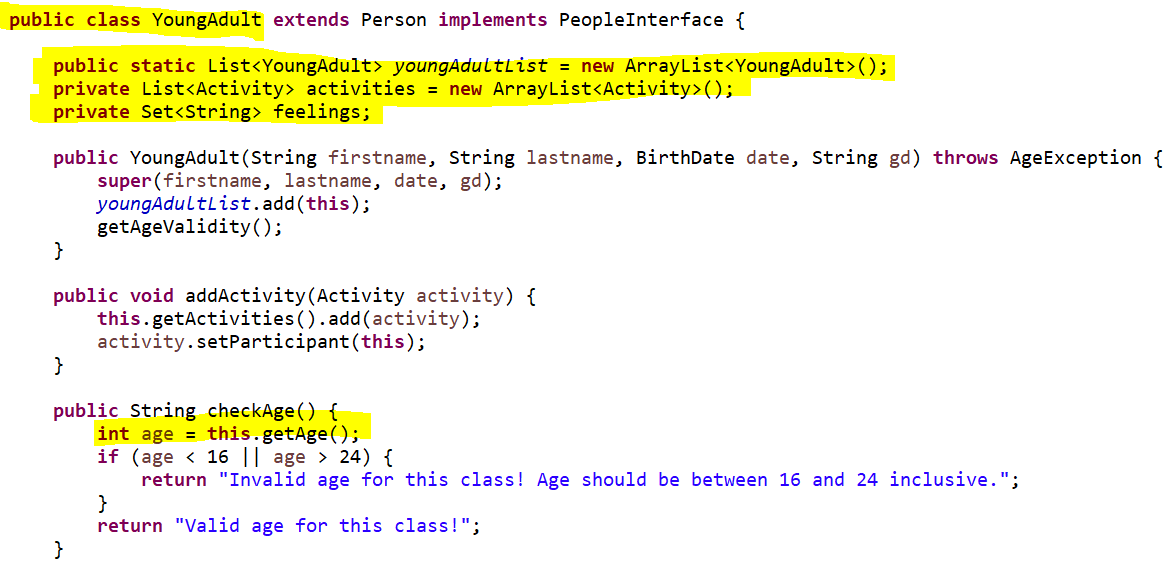 public class YoungAdult extends Person implements PeopleInterface {
public static List<YoungAdult> youngAdultList = new ArrayList<YoungAdult>();
private List<Activity> activities = new ArrayList<Activity>();
private Set<String> feelings;
public YoungAdult(String firstname, String lastname, BirthDate date, String gd) throws AgeException {
super(firstname, lastname, date, gd);
youngAdultList.add(this);
getAgeValidity();
}
public void addActivity(Activity activity) {
this.getActivities().add(activity);
activity.setParticipant(this);
}
public String checkAge() {
int age = this.getAge();
if (age < 16 || age > 24) {
return "Invalid age for this class! Age should be between 16 and 24 inclusive.";
}
return "Valid age for this class!";
}